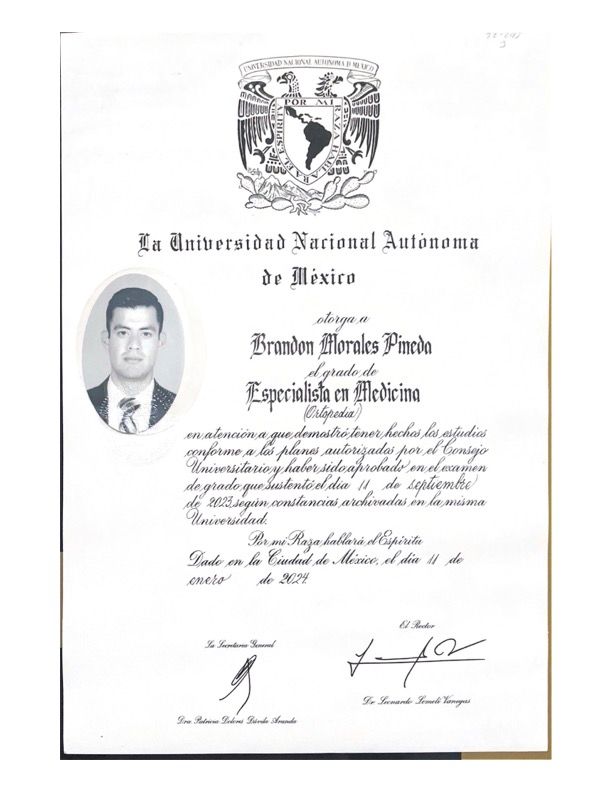 UNIVERSIDAD NACIONAL AUTÓNOMA D MEXICO
POR MI RAZA HABLARA EL ESPIRITU
La Universidad Nacional Autónoma
de México
otorga a
Brandon Morales Pineda
el grado de
Especialista en Medicina
(Ortopedia)
en atención a que demostró tener hechos los estudios
conforme a los planes autorizados por el Consejo
Universitario y haber sido aprobado en el examen
de grado que sustentó el día 11 de septiembre
de 2023, según constancias archivadas en la misma
Universidad.
Por mi Raza hablará el Espíritu
Dado en la Ciudad de México, el día 11 de
enero de 2024
El Rector
La Secretaria General
Dr. Leonardo Lomelí Vanegas
Dra. Patricia Dolores Dávila Aranda